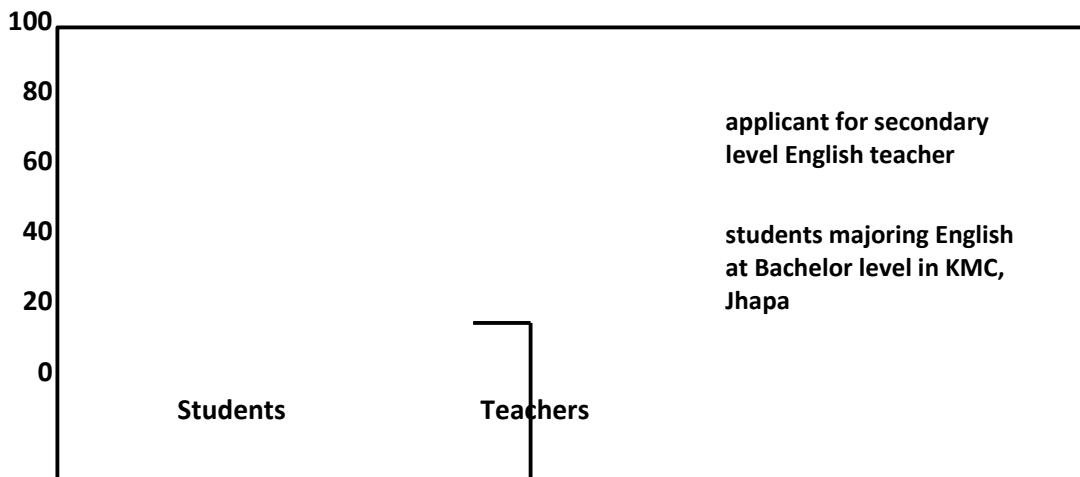 100
80
60
40
20
0
Students
Teachers
applicant for secondary
level English teacher
students majoring English
at Bachelor level in KMC,
Jhapa